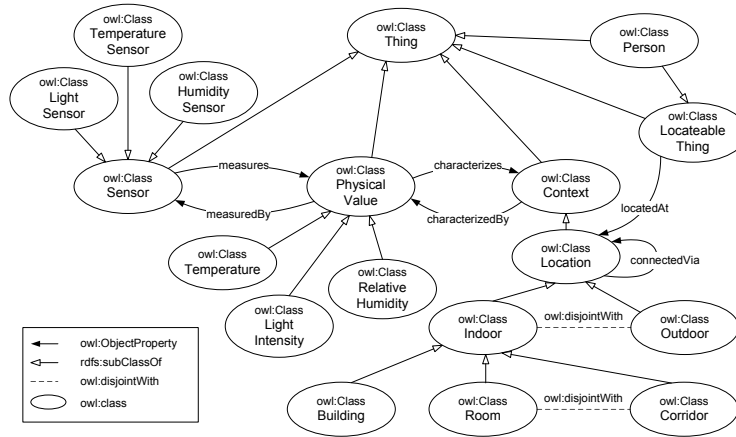 owl:Class
Temperature
Sensor
owl:Class
Thing
owl:Class
Person
owl:Class
Light
Sensor
owl:Class
Humidity
Sensor
owl:Class
Locateable
Thing
owl:Class
Sensor
measures
measuredBy
owl:Class
Physical
Value
characterizes
characterizedBy
owl:Class
Context
locatedAt
owl:Class
Temperature
owl:Class
Relative
Humidity
owl:Class
Location
connectedVia
owl:Class
Light
Intensity
owl:Class
Indoor
owl:disjointWith
owl:Class
Outdoor
owl:ObjectProperty
rdfs:subClassOf
owl:disjointWith
owl:class
owl:Class
Building
owl:Class
Room
owl:disjointWith
owl:Class
Corridor